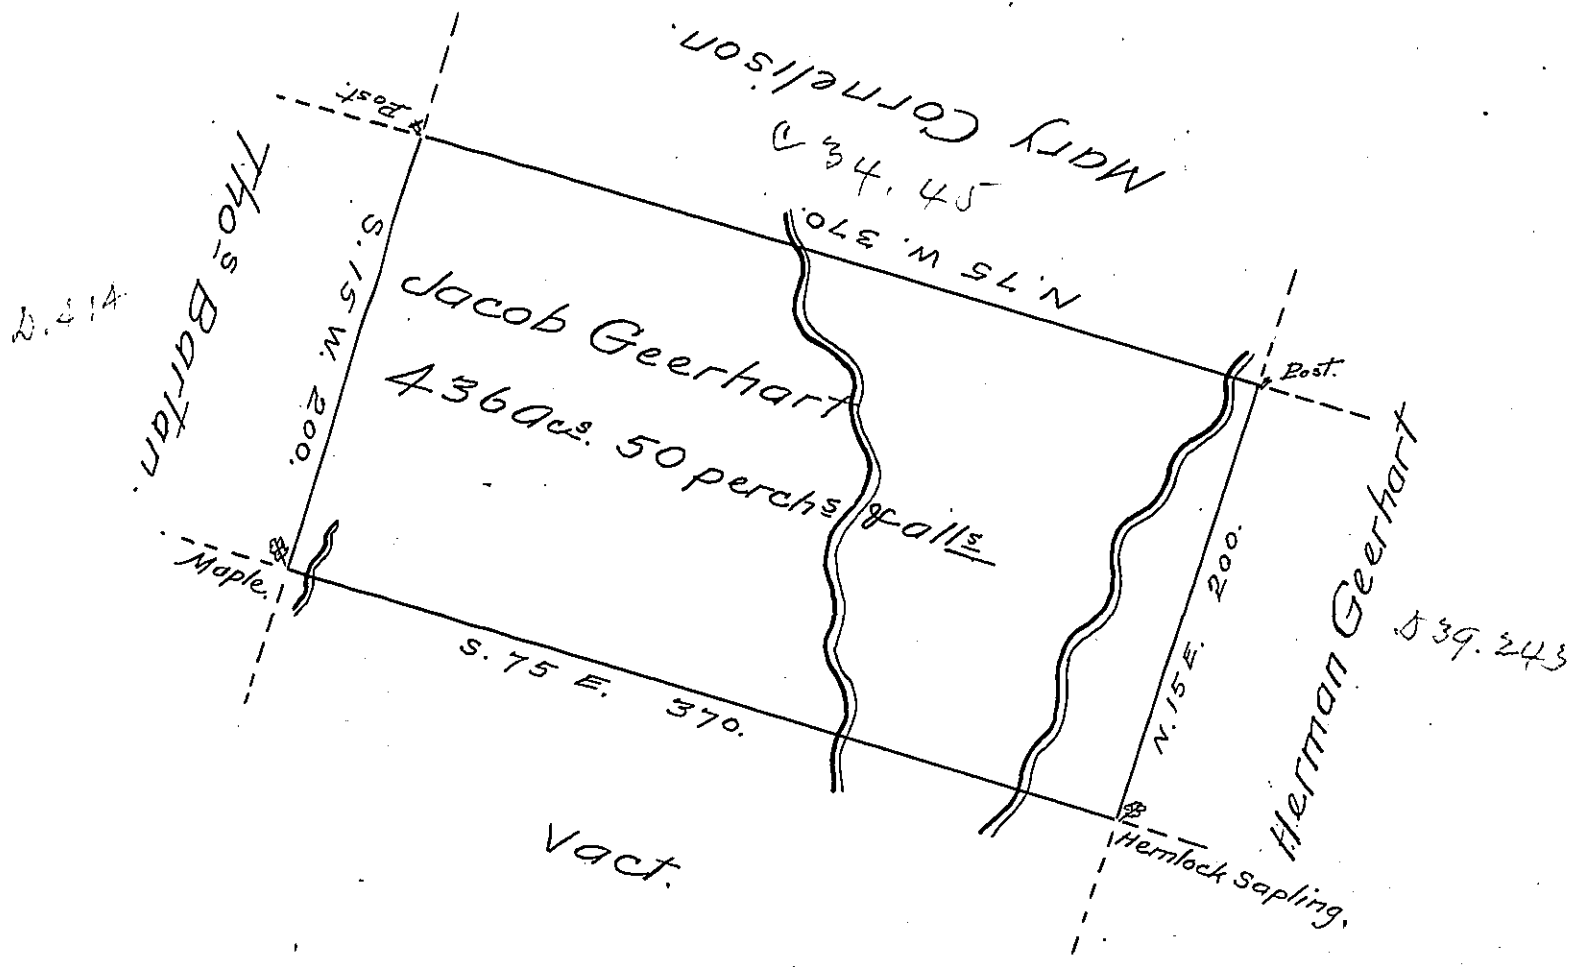 Mary Cornelison.
C 34.45
N. 75 W. 370.
Post.
Thos Bartan.
D.414
S. 15 W. 200.
Jacob Geerhart
436 Acs. 50 perchs & alls
Post.
Herman Geerhart
D 39.243
N. 15 E. 200.
Maple.
S. 75 E. 370.
Hemlock Sapling.
Vact.